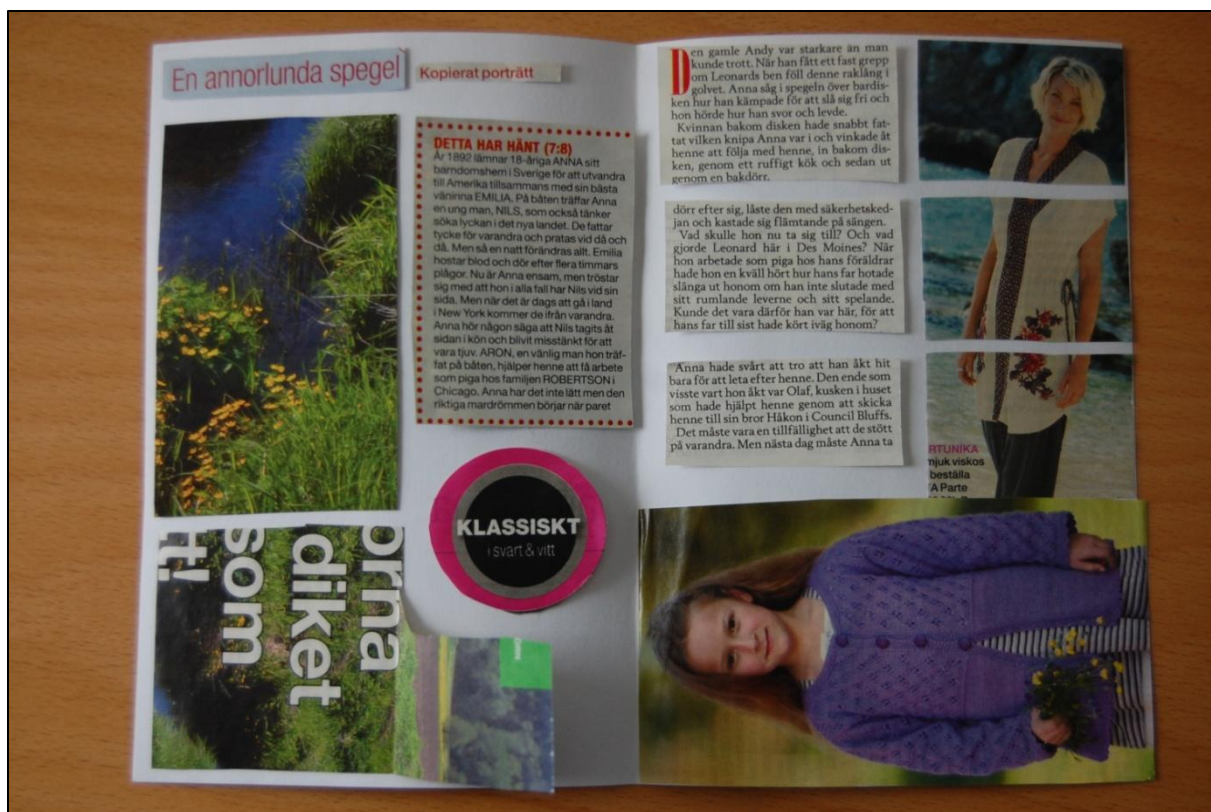 En annorlunda spegel
Kopierat porträtt
DETTA HAR HÄNT (7:8)
År 1892 lämnar 18-åriga ANNA sitt
barndomshem i Sverige för att utvandra
till Amerika tillsammans med sin bästa
väninna EMILIA. På båten träffar Anna
en ung man, NILS, som också tänker
söka lyckan i det nya landet. De fattar
tycke för varandra och pratas vid då och
då. Men så en natt förändras allt. Emilia
hostar blod och dör efter flera timmars
plågor. Nu är Anna ensam, men tröstar
sig med att hon i alla fall har Nils vid sin
sida. Men när det är dags att gå i land
i New York kommer de ifrån varandra.
Anna hör någon säga att Nils tagits åt
sidan i kön och blivit misstänkt för att
vara tjuv. ARON, en vänlig man hon träf-
fat på båten, hjälper henne att få arbete
som piga hos familjen ROBERTSON i
Chicago. Anna har det inte lätt men den
riktiga mardrömmen börjar när paret
KLASSISKT
i svart & vitt
orna
diket
som
tt!
Den gamle Andy var starkare än man
kunde trott. När han fått ett fast grepp
om Leonards ben föll denne raklång i
golvet. Anna såg i spegeln över bardis-
ken hur han kämpade för att slå sig fri och
hon hörde hur han svor och levde.
Kvinnan bakom disken hade snabbt fat-
tat vilken knipa Anna var i och vinkade åt
henne att följa med henne, in bakom dis-
ken, genom ett ruffigt kök och sedan ut
genom en bakdörr.
dörr efter sig, låste den med säkerhetsked-
jan och kastade sig flämtande på sängen.
Vad skulle hon nu ta sig till? Och vad
gjorde Leonard här i Des Moines? När
hon arbetade som piga hos hans föräldrar
hade hon en kväll hört hur hans far hotade
slänga ut honom om han inte slutade med
sitt rumlande leverne och sitt spelande.
Kunde det vara därför han var här, för att
hans far till sist hade kört iväg honom?
Anna hade svårt att tro att han åkt hit
bara för att leta efter henne. Den ende som
visste vart hon åkt var Olaf, kusken i huset
som hade hjälpt henne genom att skicka
henne till sin bror Håkon i Council Bluffs.
Det måste vara en tillfällighet att de stött
på varandra. Men nästa dag måste Anna ta
RTUNIKA
mjuk viskos
beställa
A Parte